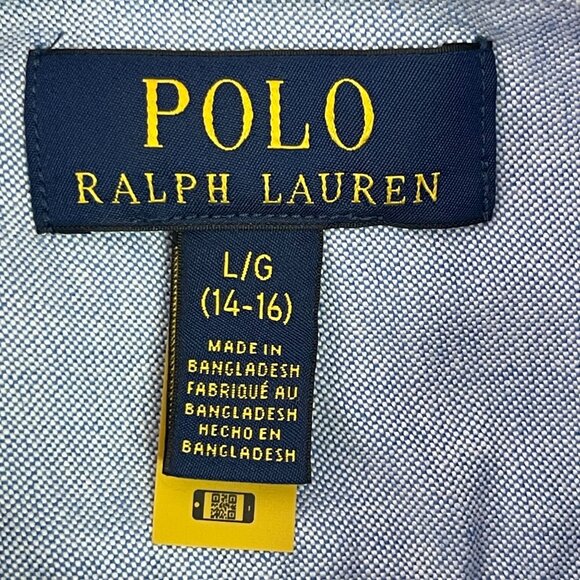 POLO
RALPH LAUREN
L/G
(14-16)
MADE IN
BANGLADESH
FABRIQUÉ AU
BANGLADESH
HECHO EN
BANGLADESH